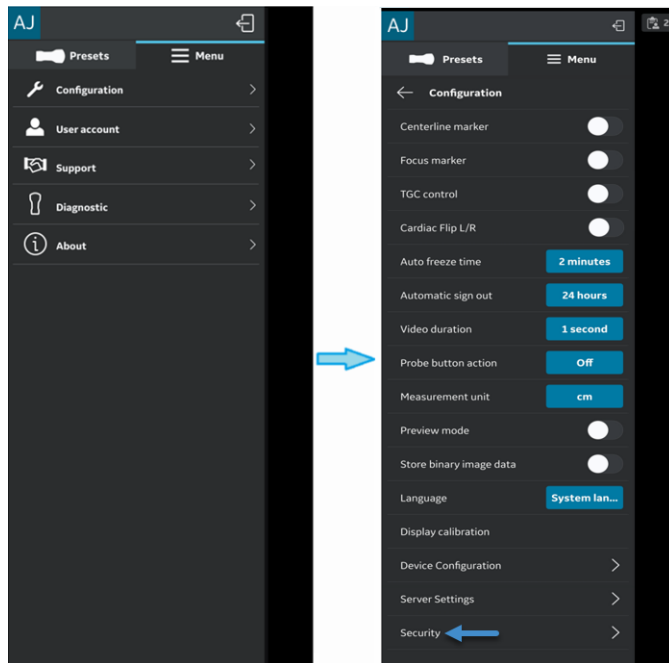 AJ
Presets Menu
Configuration
User account
Support
Diagnostic
About
AJ
2
Presets Menu
Configuration
Centerline marker
Focus marker
TGC control
Cardiac Flip L/R
Auto freeze time 2 minutes
Automatic sign out 24 hours
Video duration 1 second
Probe button action Off
Measurement unit cm
Preview mode
Store binary image data
Language System lan...
Display calibration
Device Configuration
Server Settings
Security